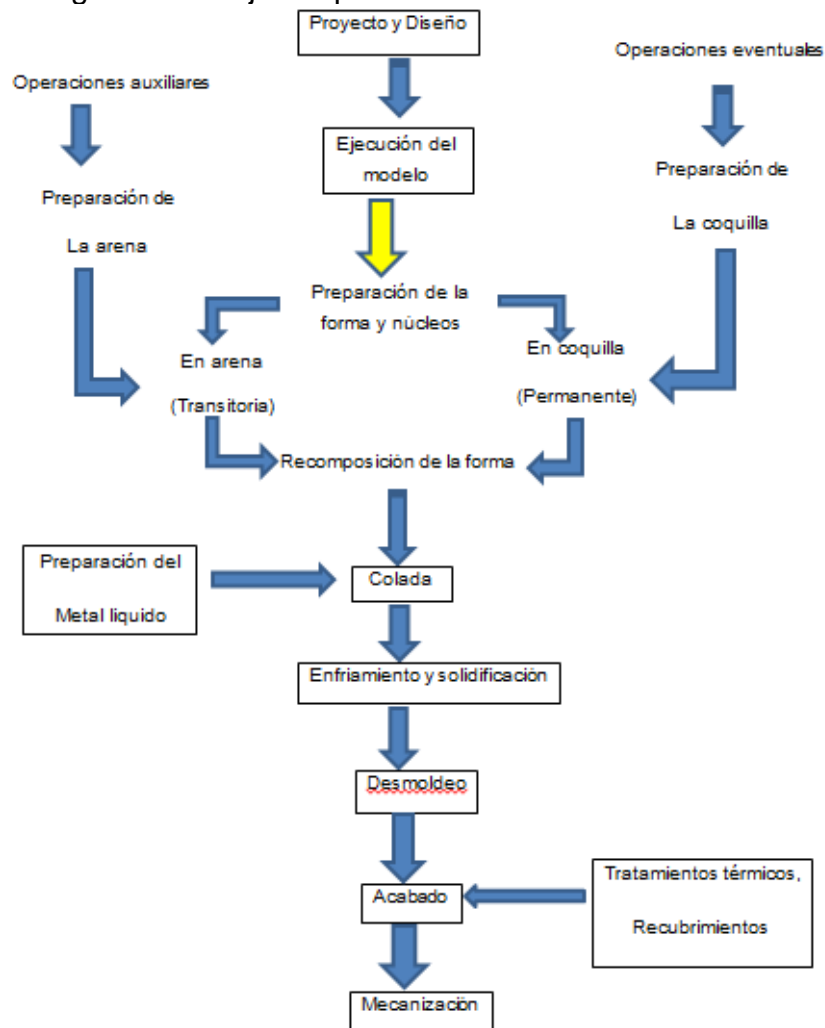 Proyecto y Diseño
Operaciones eventuales
Operaciones auxiliares
Ejecución del
modelo
Preparación de
Preparación de
La arena
La coquilla
Preparación de la
forma y núcleos
En arena
En coquilla
(Transitoria)
(Permanente)
Recomposición de la forma
Preparación del
Metal liquido
Colada
Enfriamiento y solidificación
Desmoldeo
Acabado
Tratamientos térmicos,
Recubrimientos
Mecanización